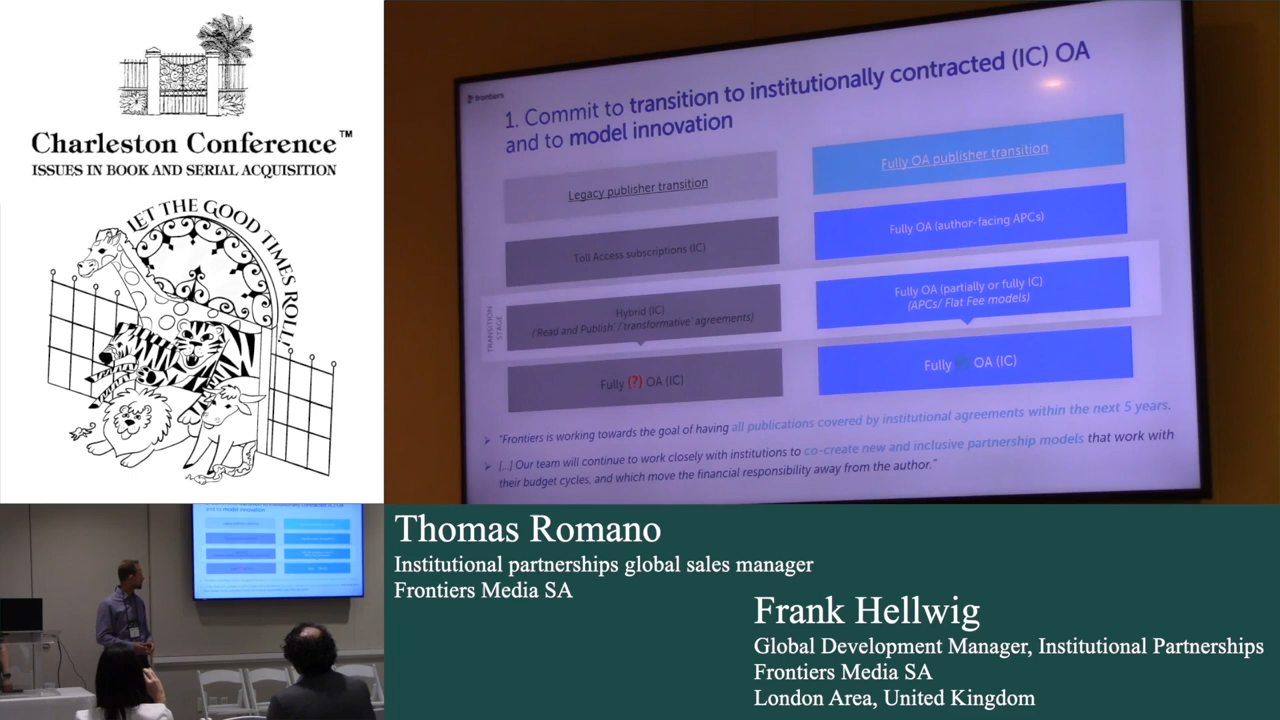 Charleston Conference™
ISSUES IN BOOK AND SERIAL ACQUISITION
LET THE GOOD TIMES ROLL!
frontiers
1. Commit to transition to institutionally contracted (IC) OA
and to model innovation
Legacy publisher transition
Fully OA publisher transition
Toll Access subscriptions (IC)
Fully OA (author-facing APCs)
TRANSITION
STAGE
Hybrid (IC)
('Read and Publish'/'transformative' agreements)
Fully OA (partially or fully IC)
(APCs/ Flat Fee models)
Fully (?) OA (IC)
Fully OA (IC)
"Frontiers is working towards the goal of having all publications covered by institutional agreements within the next 5 years.
[...] Our team will continue to work closely with institutions to co-create new and inclusive partnership models that work with
their budget cycles, and which move the financial responsibility away from the author."
and to model innovation
Thomas Romano
Institutional partnerships global sales manager
Frontiers Media SA
Frank Hellwig
Global Development Manager, Institutional Partnerships
Frontiers Media SA
London Area, United Kingdom